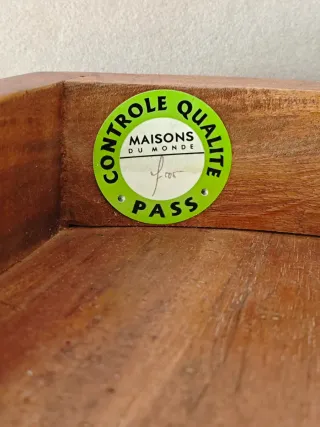 CONTROLE QUALITE
MAISONS
DU MONDE
PASS